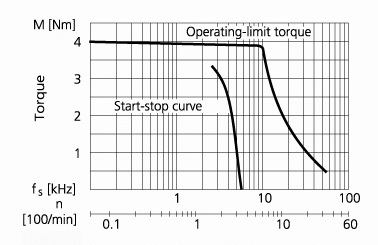 M [Nm]
Operating-limit torque
4
3
Torque
Start-stop curve
2
1
fs [kHz]
1 10 100
n
[100/min]
0.1 1 10 60